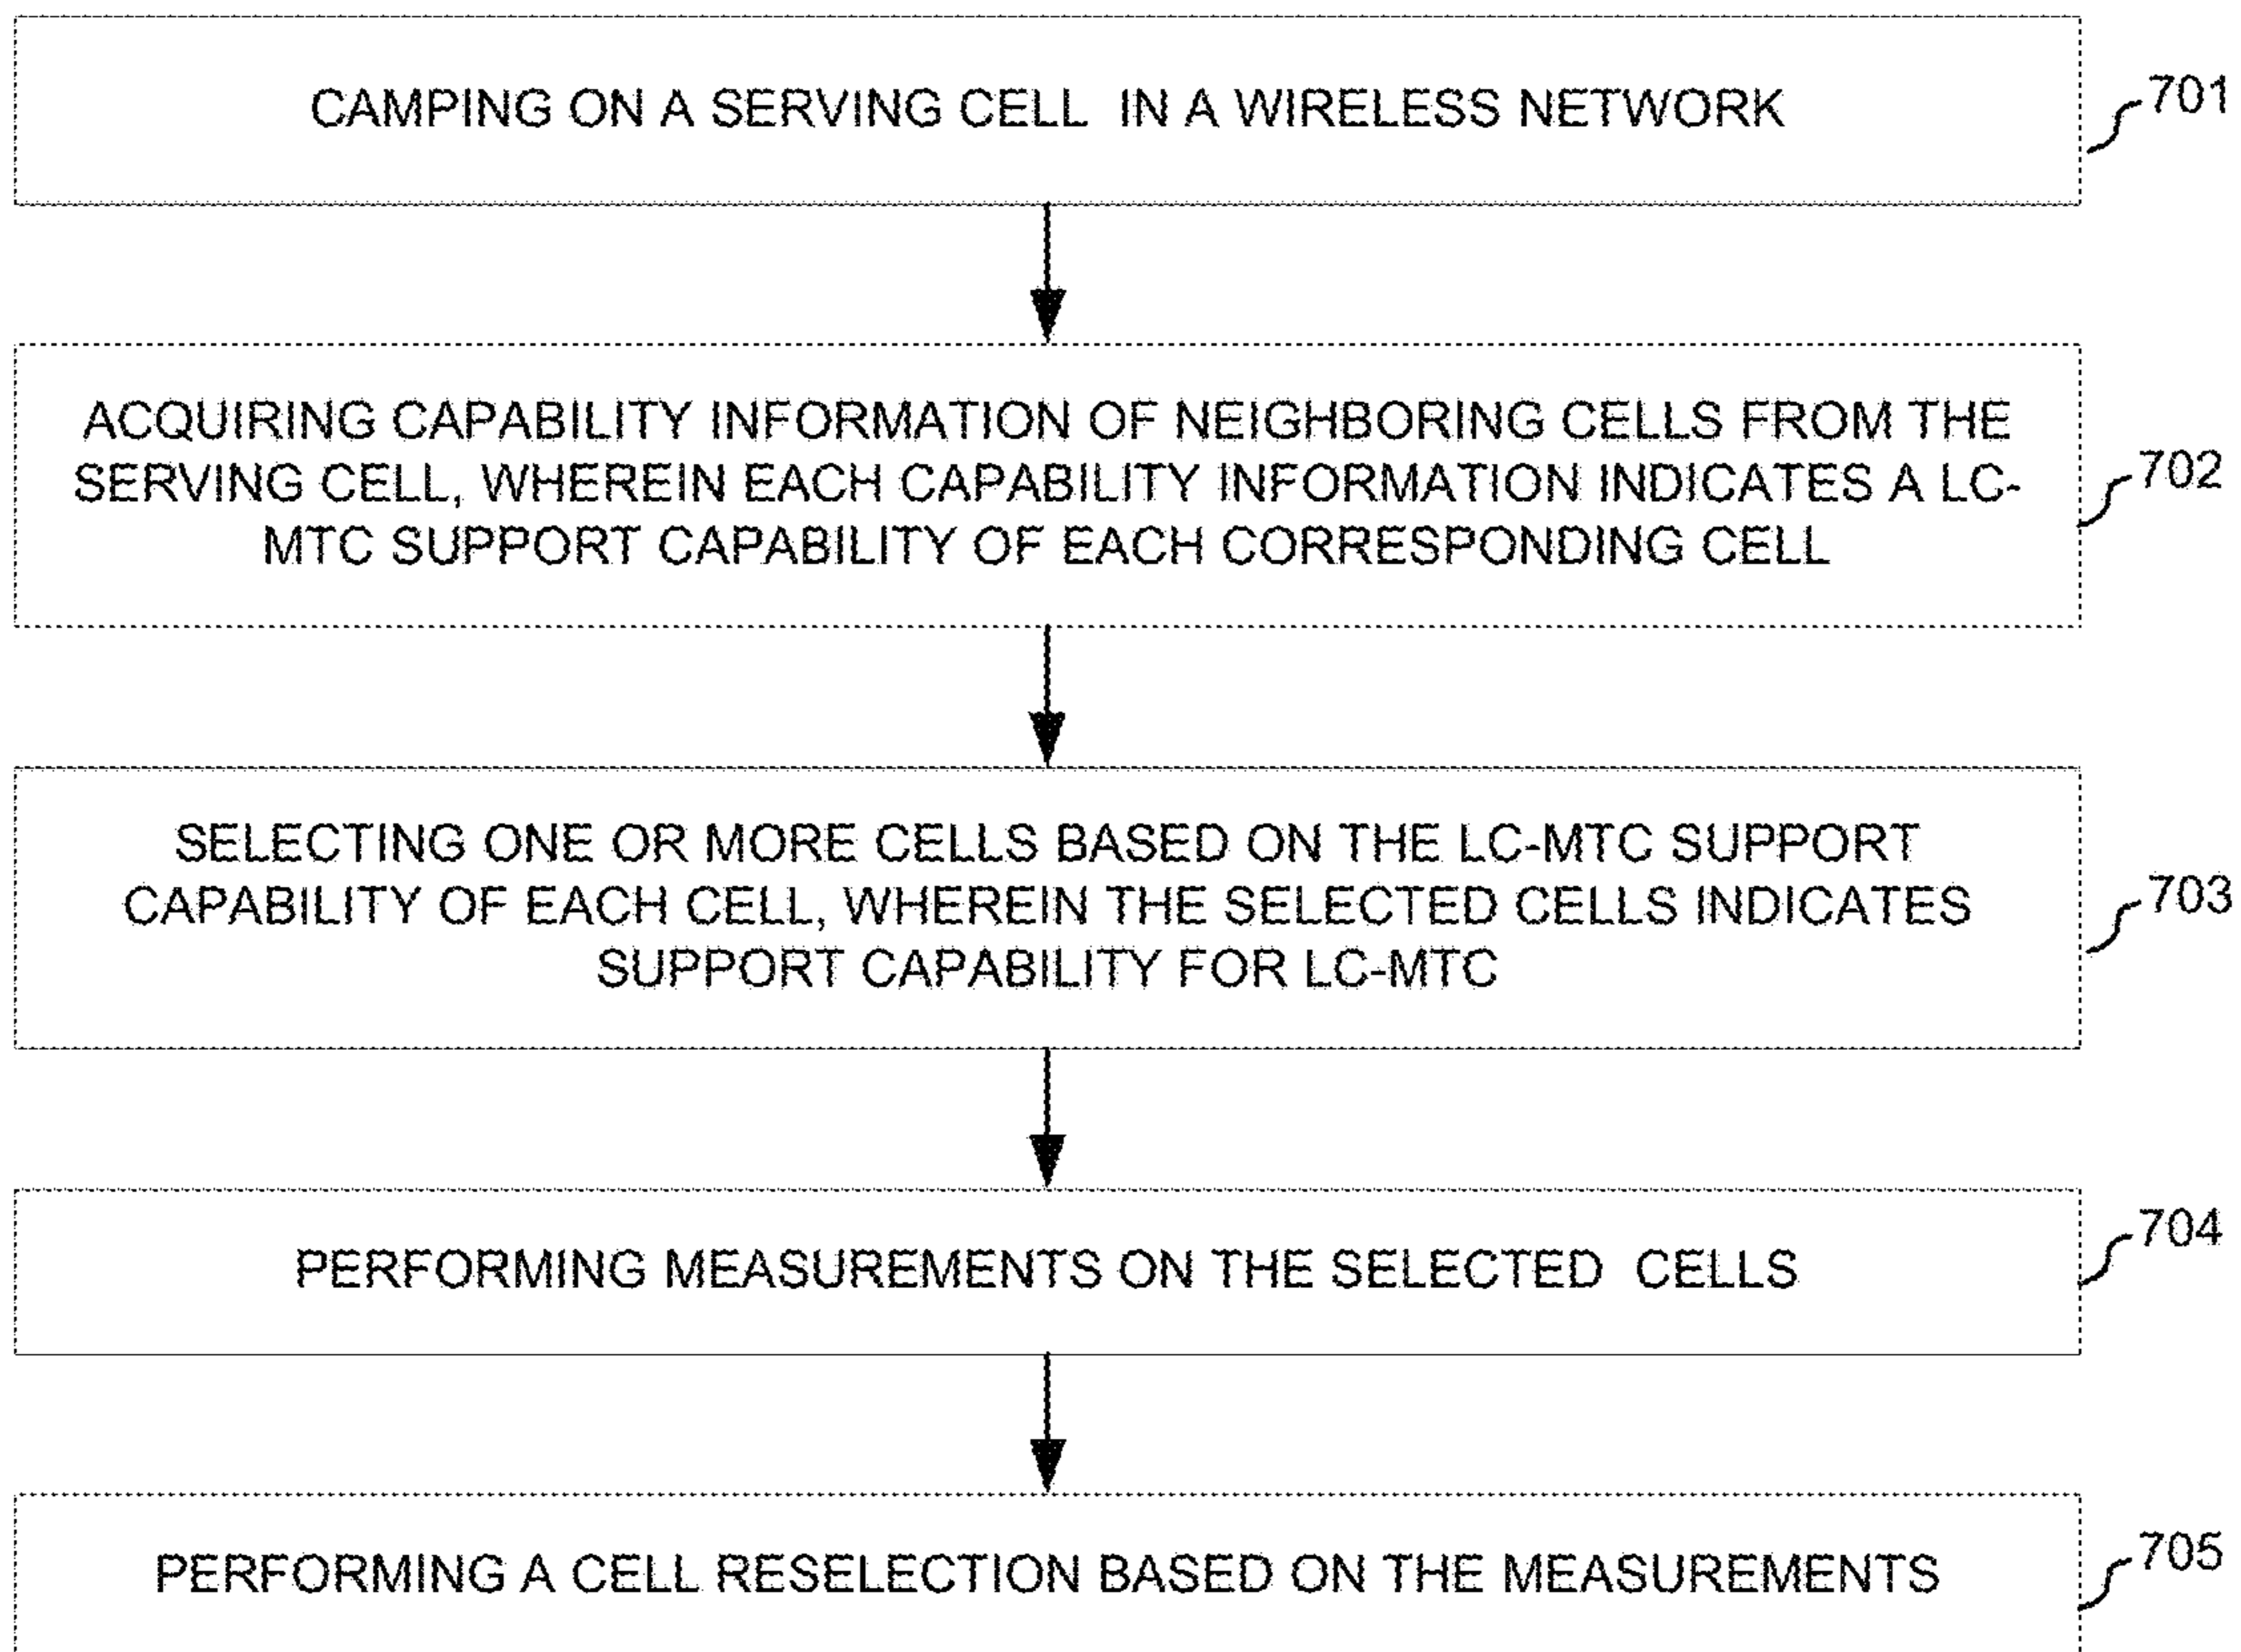 CAMPING ON A SERVING CELL IN A WIRELESS NETWORK
701
ACQUIRING CAPABILITY INFORMATION OF NEIGHBORING CELLS FROM THE
SERVING CELL, WHEREIN EACH CAPABILITY INFORMATION INDICATES A LC-
MTC SUPPORT CAPABILITY OF EACH CORRESPONDING CELL
702
SELECTING ONE OR MORE CELLS BASED ON THE LC-MTC SUPPORT
CAPABILITY OF EACH CELL, WHEREIN THE SELECTED CELLS INDICATES
SUPPORT CAPABILITY FOR LC-MTC
703
PERFORMING MEASUREMENTS ON THE SELECTED CELLS
704
PERFORMING A CELL RESELECTION BASED ON THE MEASUREMENTS
705